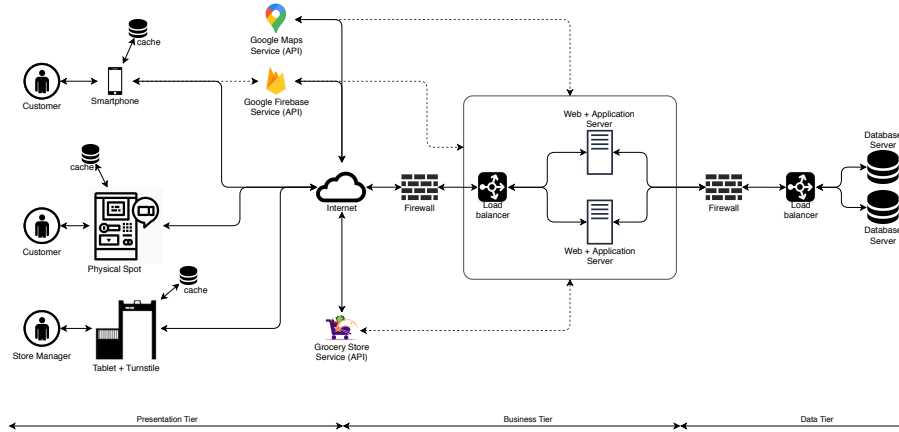 cache
Customer
Smartphone
Google Maps
Service (API)
Google Firebase
Service (API)
cache
Customer
Physical Spot
cache
Store Manager
Tablet + Turnstile
Internet
Grocery Store
Service (API)
Firewall
Load
balancer
Web + Application
Server
Web + Application
Server
Firewall
Load
balancer
Database
Server
Database
Server
Presentation Tier
Business Tier
Data Tier